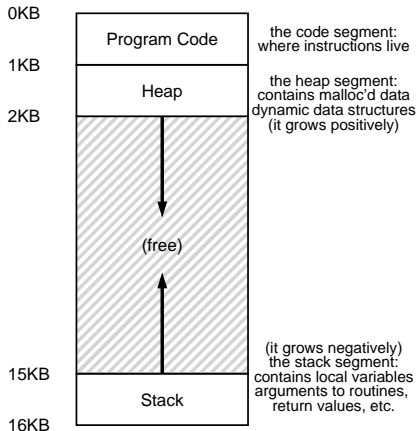 0KB
Program Code
the code segment:
where instructions live
1KB
Heap
the heap segment:
contains malloc'd data
dynamic data structures
(it grows positively)
2KB
(free)
(it grows negatively)
the stack segment:
contains local variables
arguments to routines,
return values, etc.
15KB
Stack
16KB